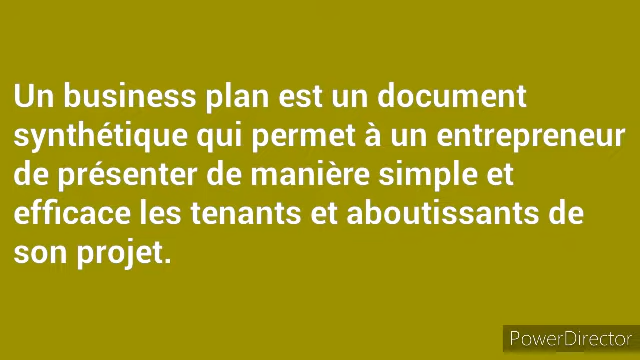 Un business plan est un document
synthétique qui permet à un entrepreneur
de présenter de manière simple et
efficace les tenants et aboutissants de
son projet.
PowerDirector